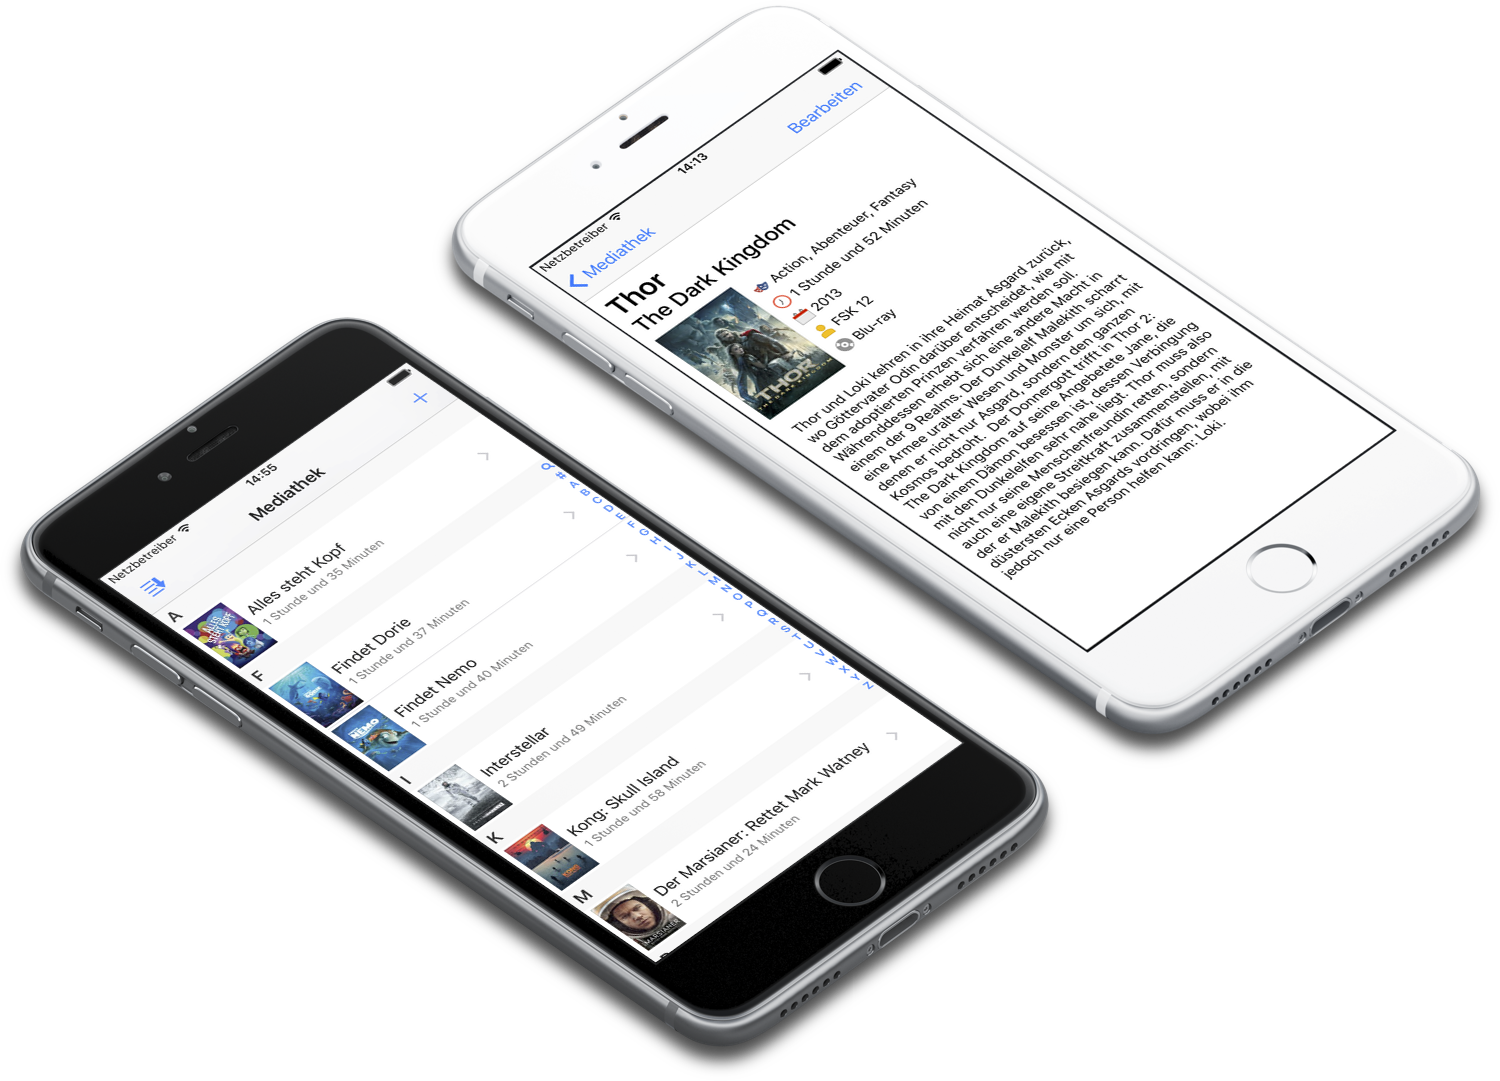 Netzbetreiber
14:55
Mediathek
A
Alles steht Kopf
1 Stunde und 35 Minuten
ALLES
STEHT KOPF
F
Findet Dorie
1 Stunde und 37 Minuten
Findet Nemo
1 Stunde und 40 Minuten
NEMO
I
Interstellar
2 Stunden und 49 Minuten
K
Kong: Skull Island
1 Stunde und 58 Minuten
M
Der Marsianer: Rettet Mark Watney
2 Stunden und 24 Minuten
MARSIANER
#
A
B
C
D
E
F
G
H
I
J
K
L
M
N
O
P
Q
R
S
T
U
V
W
X
Y
Z
Netzbetreiber
14:13
Mediathek
Bearbeiten
Thor
The Dark Kingdom
THOR
Action, Abenteuer, Fantasy
1 Stunde und 52 Minuten
2013
FSK 12
Blu-ray
Thor und Loki kehren in ihre Heimat Asgard zurück,
wo Göttervater Odin darüber entscheidet, wie mit
dem adoptierten Prinzen verfahren werden soll.
Währenddessen erhebt sich eine andere Macht in
einem der 9 Realms. Der Dunkelelf Malekith scharrt
eine Armee uralter Wesen und Monster um sich, mit
denen er nicht nur Asgard, sondern den ganzen
Kosmos bedroht. Der Donnergott trifft in Thor 2:
The Dark Kingdom auf seine Angebetete Jane, die
von einem Dämon besessen ist, dessen Verbingung
mit den Dunkelelfen sehr nahe liegt. Thor muss also
nicht nur seine Menschenfreundin retten, sondern
auch eine eigene Streitkraft zusammenstellen, mit
der er Malekith besiegen kann. Dafür muss er in die
düstersten Ecken Asgards vordringen, wobei ihm
jedoch nur eine Person helfen kann: Loki.